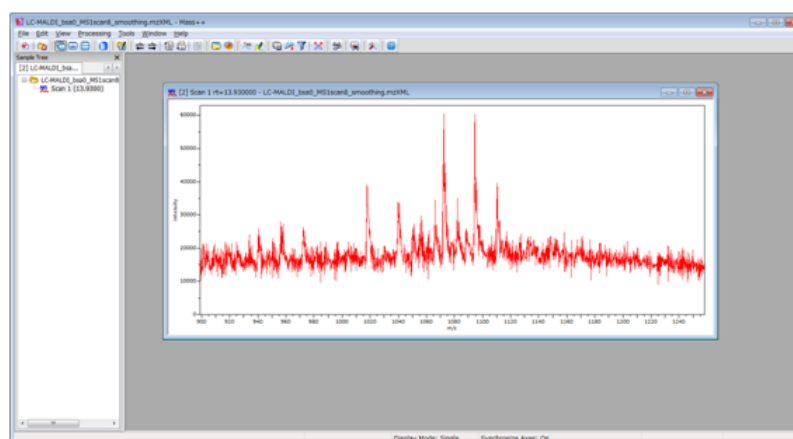 LC-MALDI_bsa0_MS1scan8_smoothing.mzXML - Mass++
File Edit View Processing Tools Window Help
Sample Tree
[2] LC-MALDI_bsa...
LC-MALDI_bsa0_MS1scan8
Scan 1 (13.9300)
[2] Scan 1 rt=13.930000 - LC-MALDI_bsa0_MS1scan8_smoothing.mzXML
60000
50000
40000
30000
20000
10000
0
Intensity
900 920 940 960 980 1000 1020 1040 1060 1080 1100 1120 1140 1160 1180 1200 1220 1240
m/z
Display Mode: Single Synchronize Axes: On